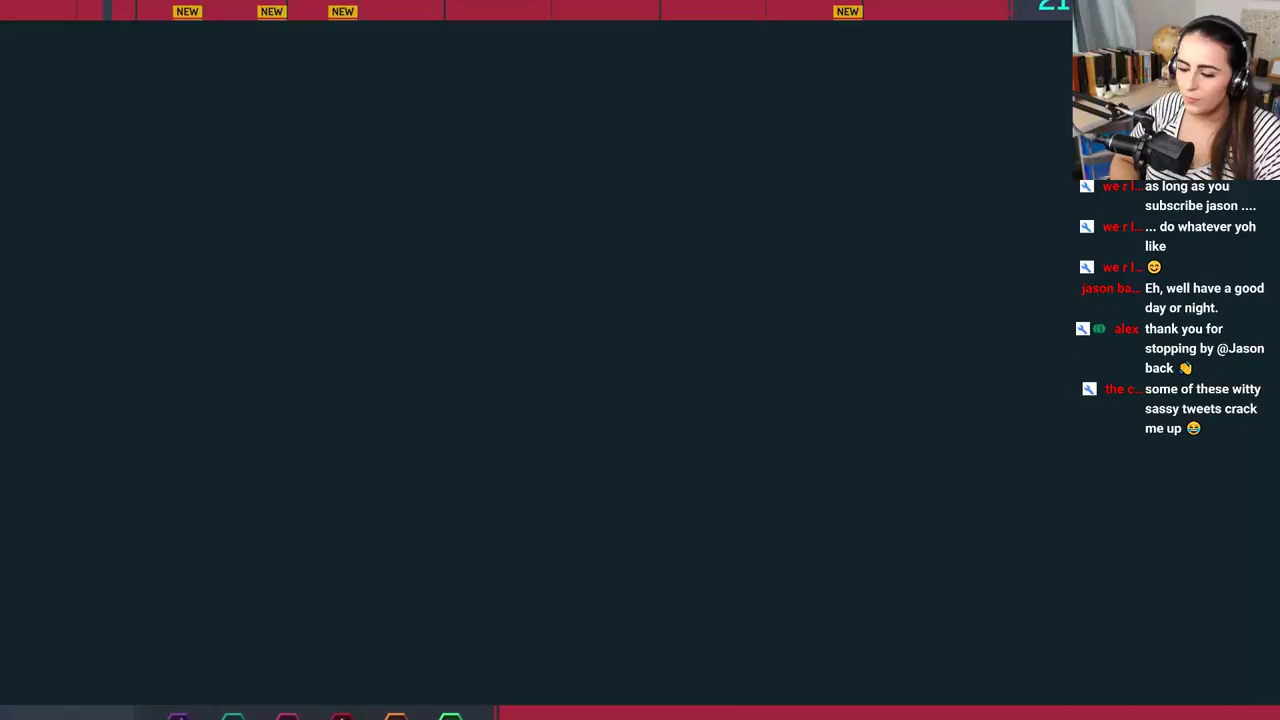 NEW NEW NEW NEW
21
we r l... as long as you
subscribe jason ....
we r l... ... do whatever yoh
like
we r l... 😊
jason ba... Eh, well have a good
day or night.
alex thank you for
stopping by @Jason
back 👏
the c... some of these witty
sassy tweets crack
me up 😂